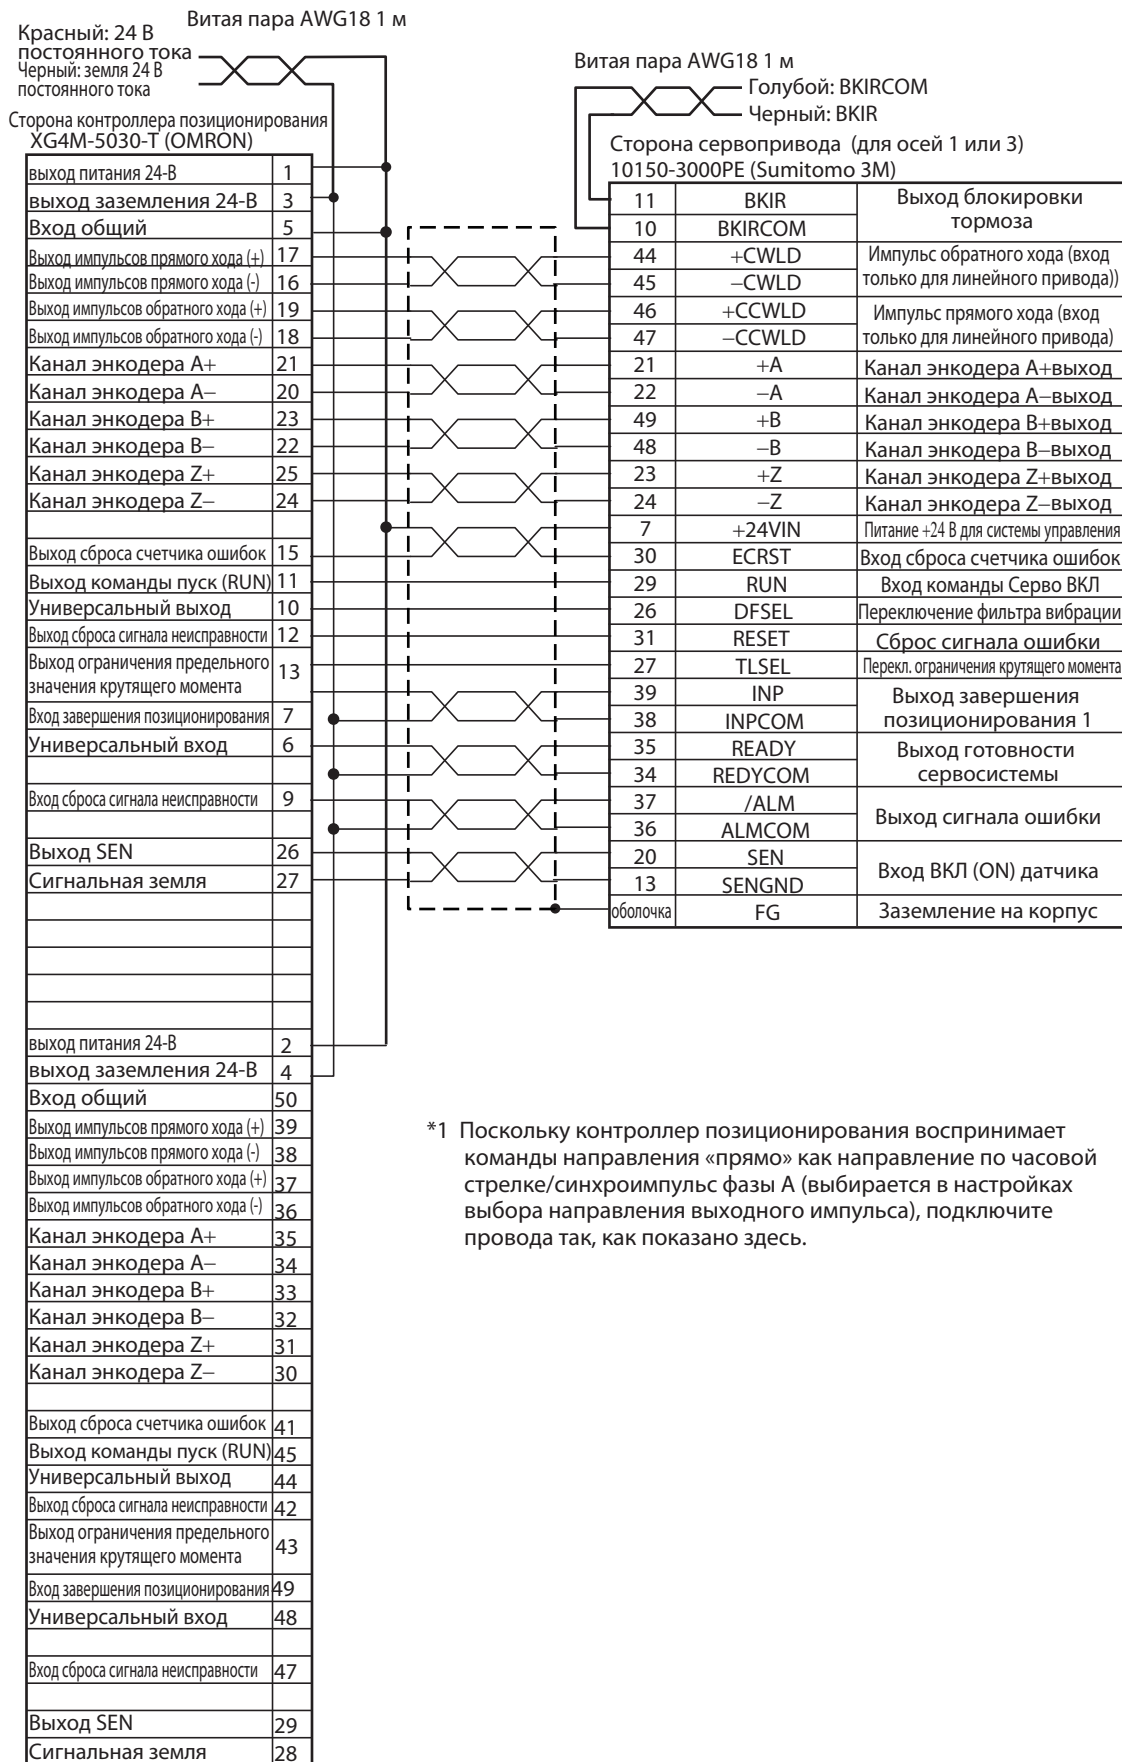 Витая пара AWG18 1 м
Красный: 24 В
постоянного тока
Черный: земля 24 В
постоянного тока
Витая пара AWG18 1 м
Голубой: BKIRCOM
Черный: BKIR
Сторона контроллера позиционирования
XG4M-5030-T (OMRON)
выход питания 24-В 1
выход заземления 24-В 3
Вход общий 5
Выход импульсов прямого хода (+) 17
Выход импульсов прямого хода (-) 16
Выход импульсов обратного хода (+) 19
Выход импульсов обратного хода (-) 18
Канал энкодера A+ 21
Канал энкодера A− 20
Канал энкодера B+ 23
Канал энкодера B− 22
Канал энкодера Z+ 25
Канал энкодера Z− 24
Выход сброса счетчика ошибок 15
Выход команды пуск (RUN) 11
Универсальный выход 10
Выход сброса сигнала неисправности 12
Выход ограничения предельного
значения крутящего момента 13
Вход завершения позиционирования 7
Универсальный вход 6
Вход сброса сигнала неисправности 9
Выход SEN 26
Сигнальная земля 27
выход питания 24-В 2
выход заземления 24-В 4
Вход общий 50
Выход импульсов прямого хода (+) 39
Выход импульсов прямого хода (-) 38
Выход импульсов обратного хода (+) 37
Выход импульсов обратного хода (-) 36
Канал энкодера A+ 35
Канал энкодера A− 34
Канал энкодера B+ 33
Канал энкодера B− 32
Канал энкодера Z+ 31
Канал энкодера Z− 30
Выход сброса счетчика ошибок 41
Выход команды пуск (RUN) 45
Универсальный выход 44
Выход сброса сигнала неисправности 42
Выход ограничения предельного
значения крутящего момента 43
Вход завершения позиционирования 49
Универсальный вход 48
Вход сброса сигнала неисправности 47
Выход SEN 29
Сигнальная земля 28
Сторона сервопривода (для осей 1 или 3)
10150-3000PE (Sumitomo 3M)
11 BKIR Выход блокировки
10 BKIRCOM тормоза
44 +CWLD Импульс обратного хода (вход
45 −CWLD только для линейного привода))
46 +CCWLD Импульс прямого хода (вход
47 −CCWLD только для линейного привода)
21 +A Канал энкодера A+выход
22 −A Канал энкодера A−выход
49 +B Канал энкодера B+выход
48 −B Канал энкодера B−выход
23 +Z Канал энкодера Z+выход
24 −Z Канал энкодера Z−выход
7 +24VIN Питание +24 В для системы управления
30 ECRST Вход сброса счетчика ошибок
29 RUN Вход команды Серво ВКЛ
26 DFSEL Переключение фильтра вибрации
31 RESET Сброс сигнала ошибки
27 TLSEL Перекл. ограничения крутящего момента
39 INP Выход завершения
38 INPCOM позиционирования 1
35 READY Выход готовности
34 REDYCOM сервосистемы
37 /ALM Выход сигнала ошибки
36 ALMCOM
20 SEN Вход ВКЛ (ON) датчика
13 SENGND
оболочка FG Заземление на корпус
*1 Поскольку контроллер позиционирования воспринимает
команды направления «прямо» как направление по часовой
стрелке/синхроимпульс фазы A (выбирается в настройках
выбора направления выходного импульса), подключите
провода так, как показано здесь.